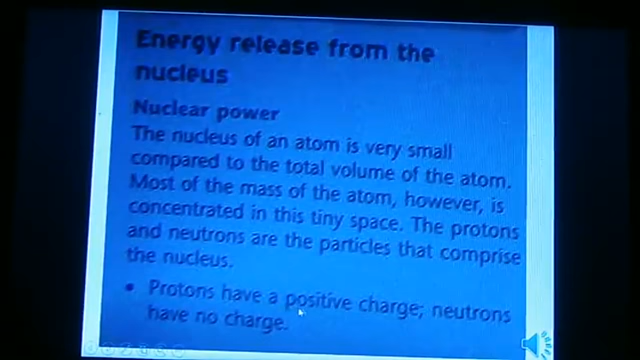 Energy release from the
nucleus
Nuclear power
The nucleus of an atom is very small
compared to the total volume of the atom.
Most of the mass of the atom, however, is
concentrated in this tiny space. The protons
and neutrons are the particles that comprise
the nucleus.
• Protons have a positive charge; neutrons
have no charge.